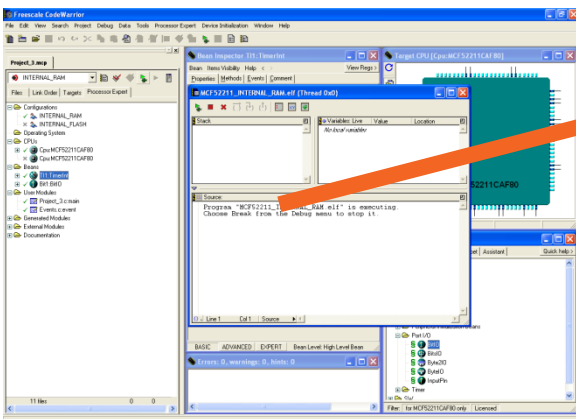 Freescale CodeWarrior
File Edit View Search Project Debug Data Tools Processor Expert Device Initialization Window Help
Project_3.mcp
INTERNAL_RAM
Files Link Order Targets Processor Expert
Configurations
INTERNAL_RAM
INTERNAL_FLASH
Operating System
CPUs
Cpu:MCF52211CAF80
Cpu:MCF52211CAF80
Beans
TI1:TimerInt
Bit1:BitIO
User Modules
Project_3.c:main
Events.c:event
Generated Modules
External Modules
Documentation
11 files 0 0
Bean Inspector TI1:TimerInt
Bean Items Visibility Help
View Regs >
Properties Methods Events Comment
MCF52211_INTERNAL_RAM.elf (Thread 0x0)
Stack
Variables: Live Value Location
No local variables
Source:
Program "MCF52211_I RAM.elf" is executing.
Choose Break from the Debug menu to stop it.
Line 1 Col 1 Source
BASIC ADVANCED EXPERT Bean Level: High Level Bean
Errors: 0, warnings: 0, hints: 0
Target CPU [Cpu:MCF52211CAF80]
52211CAF80
Assistant Quick help >
Port I/O
BitIO
BitsIO
Byte2IO
ByteIO
InputPin
Timer
SW
Filter: for MCF52211CAF80 only Licensed